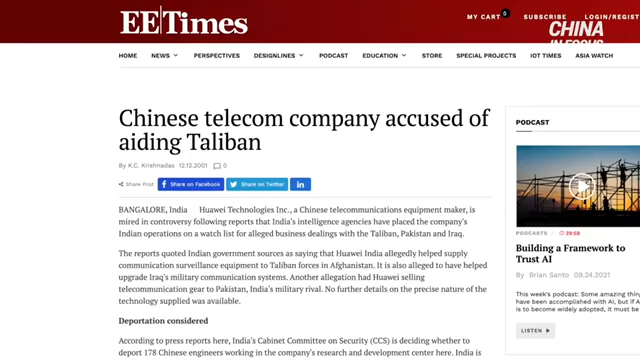 EE|Times
MY CART 0 SUBSCRIBE LOGIN/REGISTER
CHINA
IN FOCUS
HOME NEWS PERSPECTIVES DESIGNLINES PODCAST EDUCATION STORE SPECIAL PROJECTS IOT TIMES ASIA WATCH
Chinese telecom company accused of
aiding Taliban
By K.C. Krishnadas 12.12.2001 0
Share Post Share on Facebook Share on Twitter in
BANGALORE, India Huawei Technologies Inc., a Chinese telecommunications equipment maker, is
mired in controversy following reports that India's intelligence agencies have placed the company's
Indian operations on a watch list for alleged business dealings with the Taliban, Pakistan and Iraq.
The reports quoted Indian government sources as saying that Huawei India allegedly helped supply
communication surveillance equipment to Taliban forces in Afghanistan. It is also alleged to have helped
upgrade Iraq's military communication systems. Another allegation had Huawei selling
telecommunication gear to Pakistan, India's military rival. No further details on the precise nature of the
technology supplied was available.
Deportation considered
According to press reports here, India's Cabinet Committee on Security (CCS) is deciding whether to
deport 178 Chinese engineers working in the company's research and development center here. India is
PODCAST
PODCASTS 29:58
Building a Framework to
Trust AI
By Brian Santo 09.24.2021
This week's podcast: Some amazing thing
have been accomplished with AI, but if A
is to become widely adopted, it must be
LISTEN